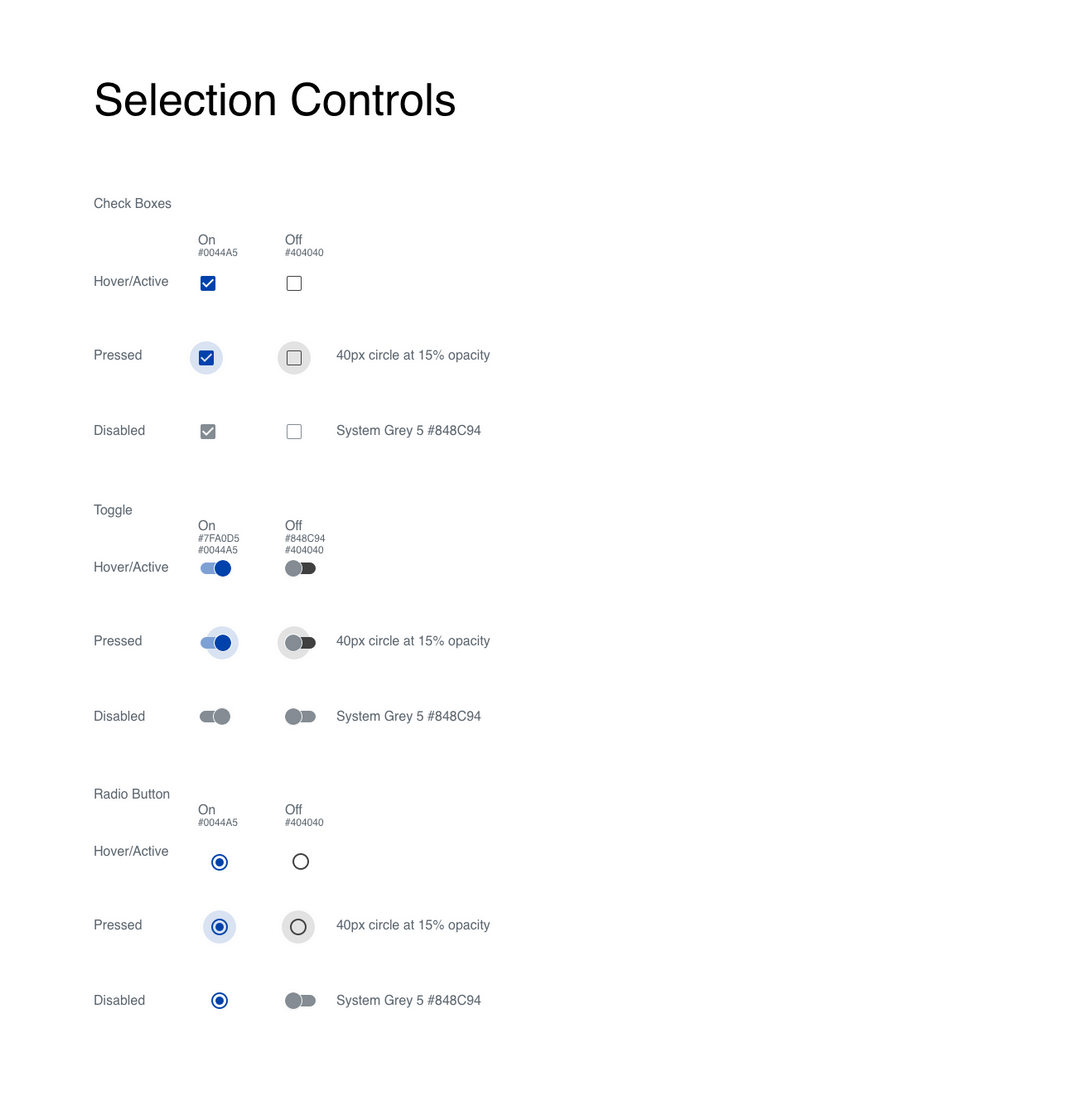 Selection Controls
Check Boxes
On Off
#0044A5 #404040
Hover/Active
Pressed 40px circle at 15% opacity
Disabled System Grey 5 #848C94
Toggle
On Off
#7FA0D5 #848C94
#0044A5 #404040
Hover/Active
Pressed 40px circle at 15% opacity
Disabled System Grey 5 #848C94
Radio Button
On Off
#0044A5 #404040
Hover/Active
Pressed 40px circle at 15% opacity
Disabled System Grey 5 #848C94